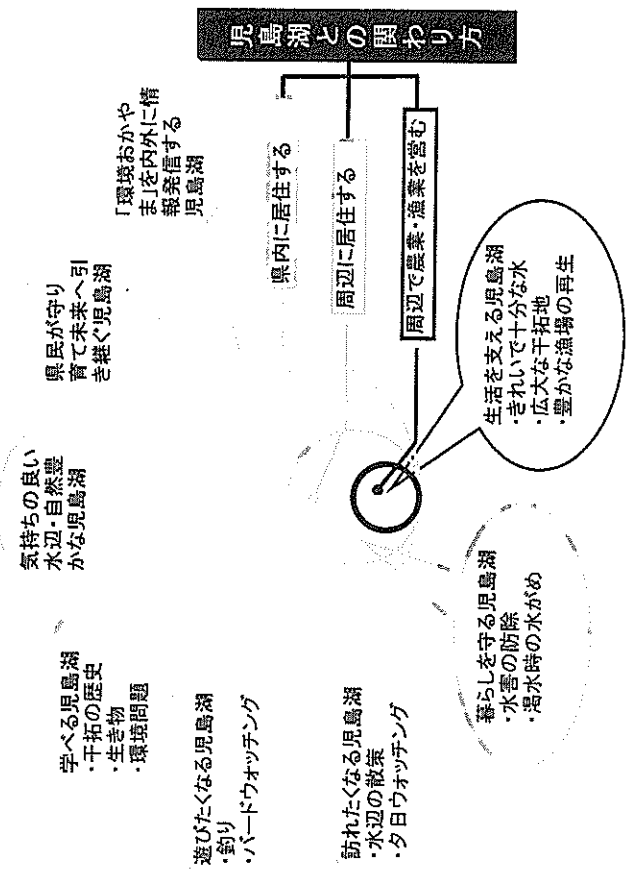 児島湖との関わり方
県内に居住する
周辺に居住する
周辺で農業・漁業を営む
「環境おかや
ま」を内外に情
報発信する
児島湖
県民が守り
育て未来へ引
き継ぐ児島湖
気持ちの良い
水辺・自然豊
かな児島湖
学べる児島湖
・干拓の歴史
・生き物
・環境問題
遊びたくなる児島湖
・釣り
・バードウォッチング
訪れたくなる児島湖
・水辺の散策
・夕日ウォッチング
暮らしを守る児島湖
・水害の防除
・渇水時の水がめ
生活を支える児島湖
・きれいで十分な水
・広大な干拓地
・豊かな漁場の再生